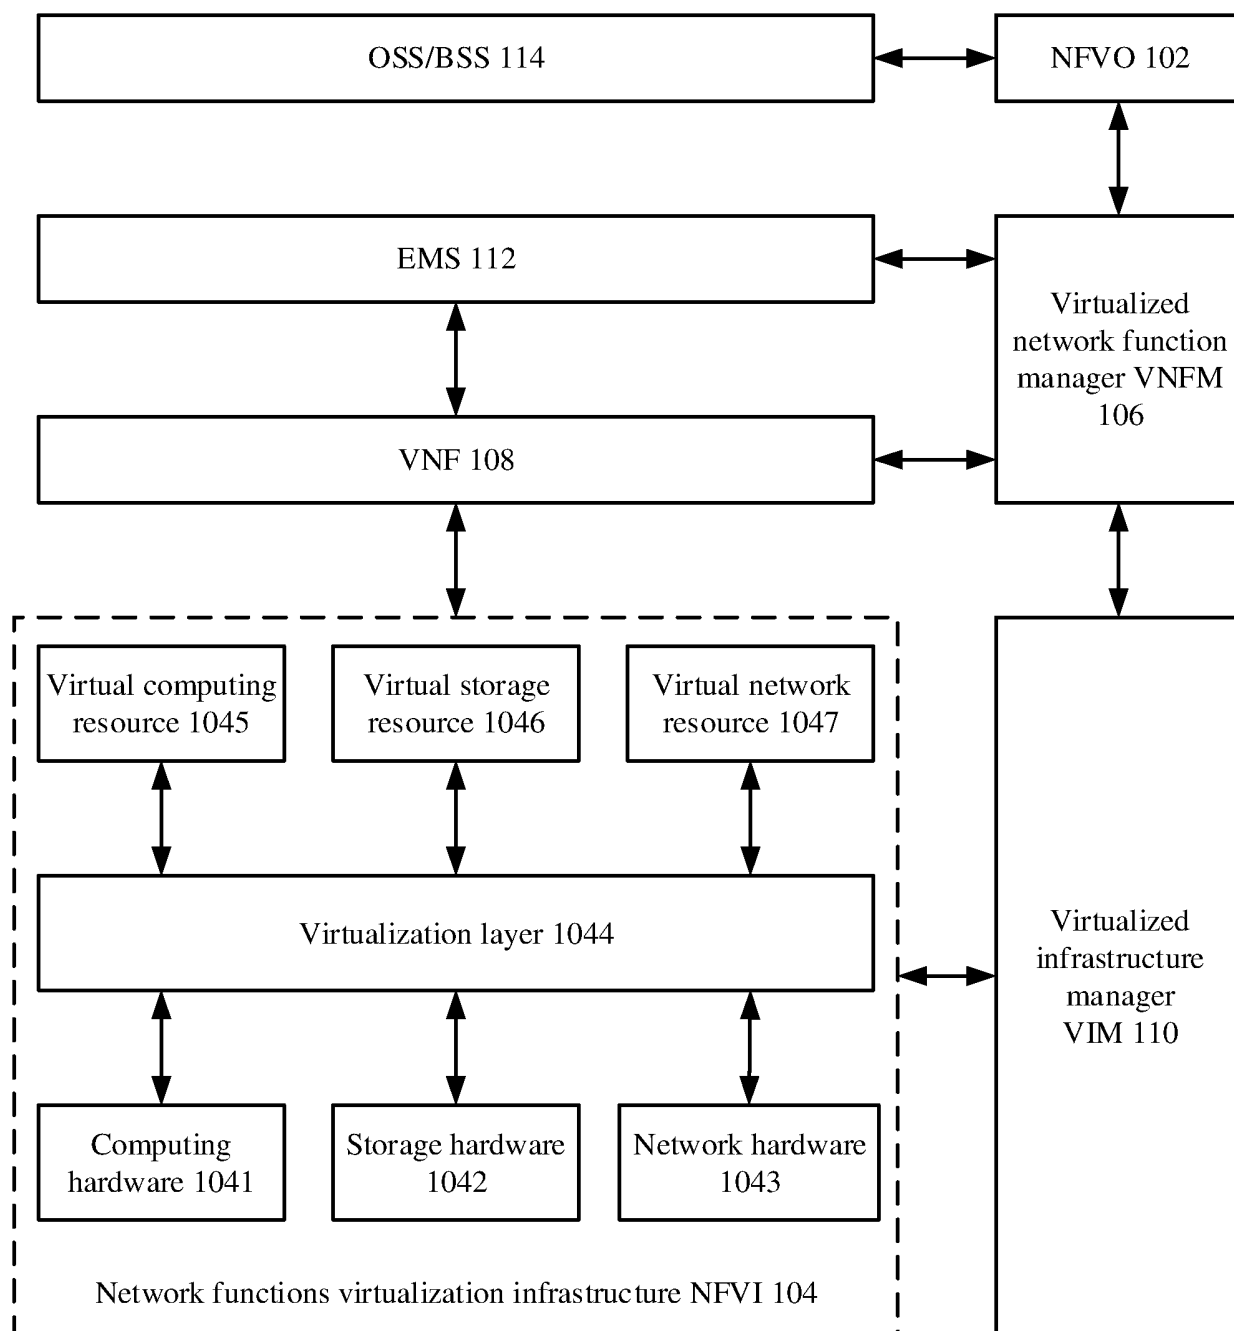 OSS/BSS 114
NFVO 102
EMS 112
Virtualized
network function
manager VNFM
106
VNF 108
Virtual computing
resource 1045
Virtual storage
resource 1046
Virtual network
resource 1047
Virtualization layer 1044
Virtualized
infrastructure
manager
VIM 110
Computing
hardware 1041
Storage hardware
1042
Network hardware
1043
Network functions virtualization infrastructure NFVI 104